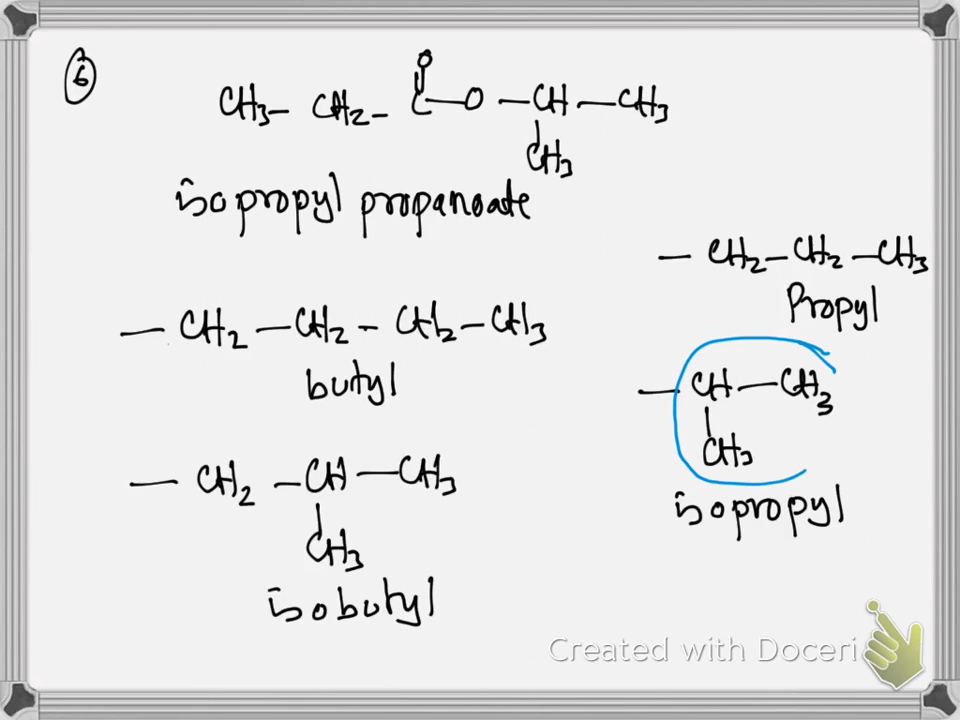 6
O
CH3- CH2- C-O-CH-CH3
CH3
isopropyl propanoate
- CH2-CH2-CH3
Propyl
- CH2-CH2-CH2-CH3
butyl
- CH-CH3
CH3
isopropyl
- CH2-CH-CH3
CH3
isobutyl
Created with Doceri